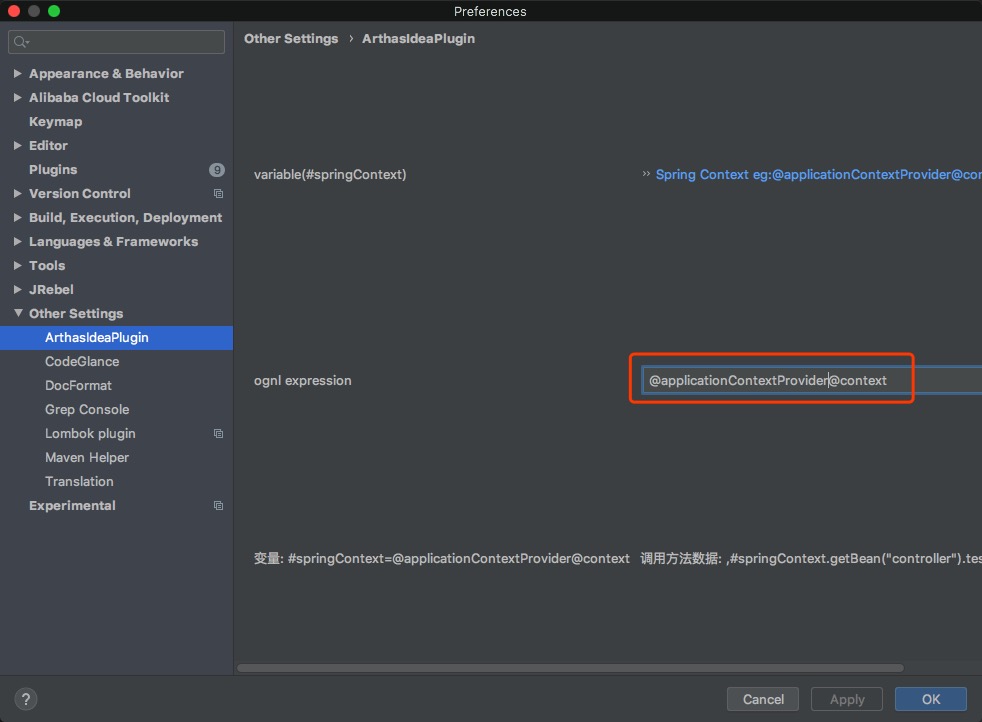 Preferences
Other Settings › ArthasIdeaPlugin
Appearance & Behavior
Alibaba Cloud Toolkit
Keymap
Editor
Plugins 9
Version Control
Build, Execution, Deployment
Languages & Frameworks
Tools
JRebel
Other Settings
ArthasIdeaPlugin
CodeGlance
DocFormat
Grep Console
Lombok plugin
Maven Helper
Translation
Experimental
variable(#springContext) ›› Spring Context eg:@applicationContextProvider@con
ognl expression @applicationContextProvider@context
变量: #springContext=@applicationContextProvider@context 调用方法数据: ,#springContext.getBean("controller").tes
? Cancel Apply OK